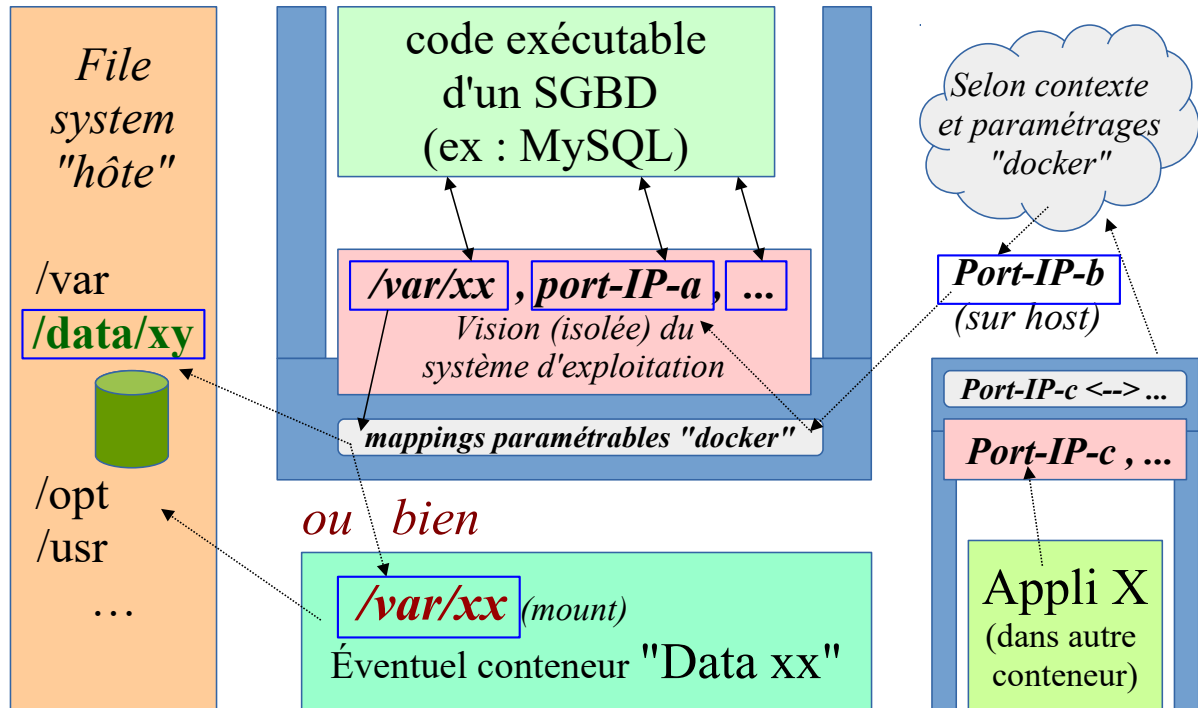 File
system
"hôte"
/var
/data/xy
/opt
/usr
...
code exécutable
d'un SGBD
(ex : MySQL)
/var/xx , port-IP-a , ...
Vision (isolée) du
système d'exploitation
mappings paramétrables "docker"
ou bien
/var/xx (mount)
Éventuel conteneur "Data xx"
Selon contexte
et paramétrages
"docker"
Port-IP-b
(sur host)
Port-IP-c <--> ...
Port-IP-c , ...
Appli X
(dans autre
conteneur)